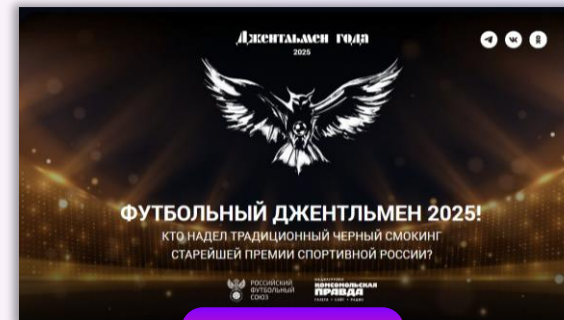 Джентльмен года
2025
ФУТБОЛЬНЫЙ ДЖЕНТЛЬМЕН 2025!
КТО НАДЕЛ ТРАДИЦИОННЫЙ ЧЕРНЫЙ СМОКИНГ
СТАРЕЙШЕЙ ПРЕМИИ СПОРТИВНОЙ РОССИИ?
РОССИЙСКИЙ
ФУТБОЛЬНЫЙ
СОЮЗ
КОМСОМОЛЬСКАЯ
ПРАВДА